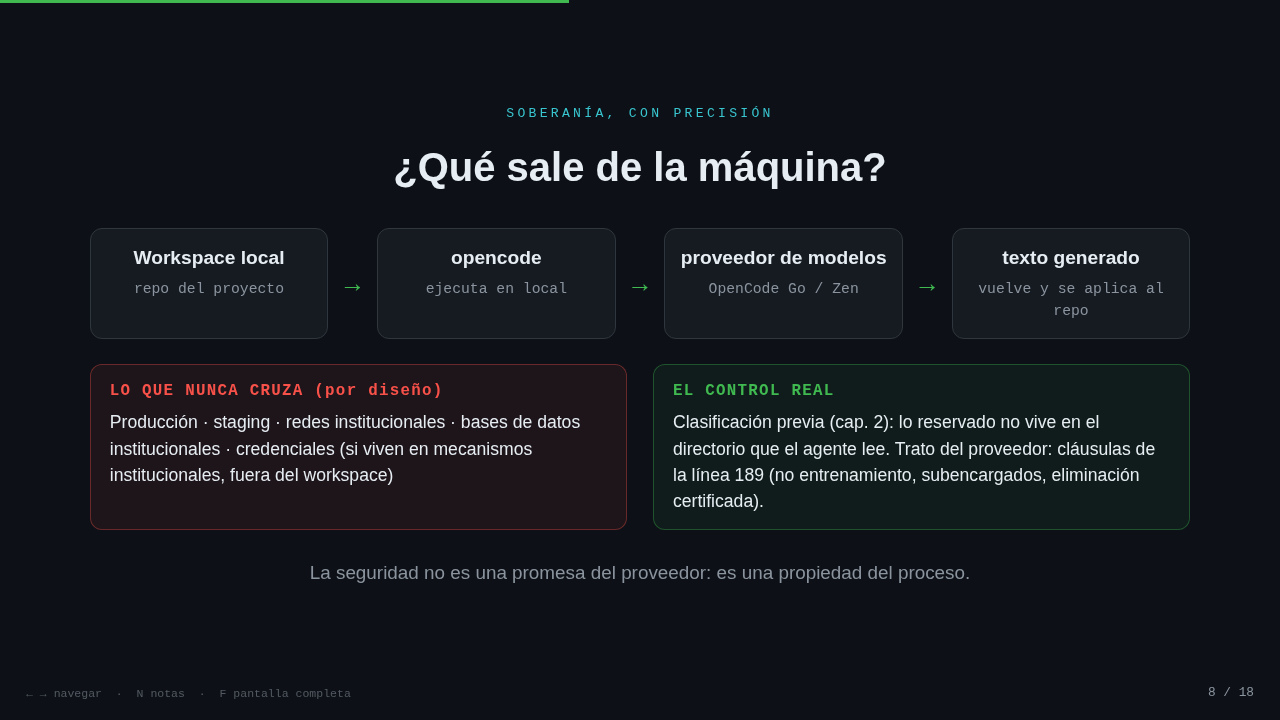 SOBERANÍA, CON PRECISIÓN
¿Qué sale de la máquina?
Workspace local
repo del proyecto
→
opencode
ejecuta en local
→
proveedor de modelos
OpenCode Go / Zen
→
texto generado
vuelve y se aplica al
repo
LO QUE NUNCA CRUZA (por diseño)
Producción · staging · redes institucionales · bases de datos
institucionales · credenciales (si viven en mecanismos
institucionales, fuera del workspace)
EL CONTROL REAL
Clasificación previa (cap. 2): lo reservado no vive en el
directorio que el agente lee. Trato del proveedor: cláusulas de
la línea 189 (no entrenamiento, subencargados, eliminación
certificada).
La seguridad no es una promesa del proveedor: es una propiedad del proceso.
← → navegar · N notas · F pantalla completa
8 / 18